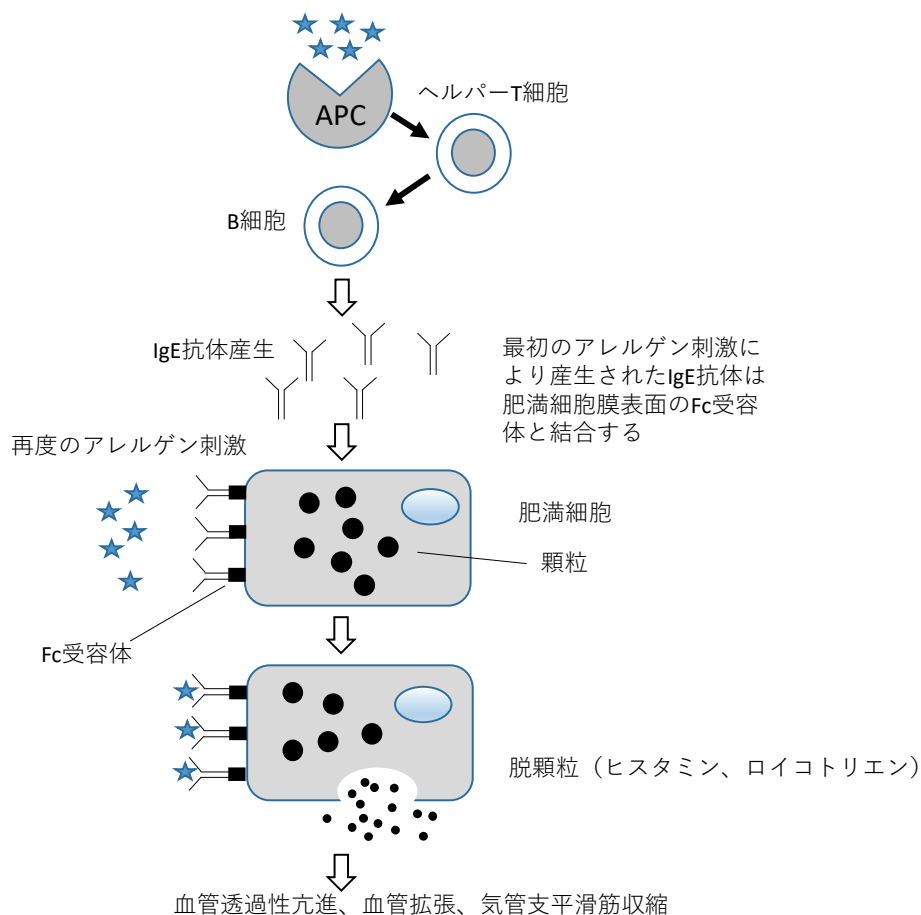 APC
ヘルパーT細胞
B細胞
IgE抗体産生
最初のアレルゲン刺激に
より産生されたIgE抗体は
肥満細胞膜表面のFc受容
体と結合する
再度のアレルゲン刺激
肥満細胞
顆粒
Fc受容体
脱顆粒（ヒスタミン、ロイコトリエン）
血管透過性亢進、血管拡張、気管支平滑筋収縮